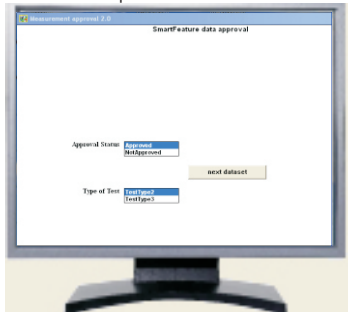 Measurement approval 2.0
SmartFeature data approval
Approval Status Approved
NotApproved
next dataset
Type of Test TestType2
TestType3